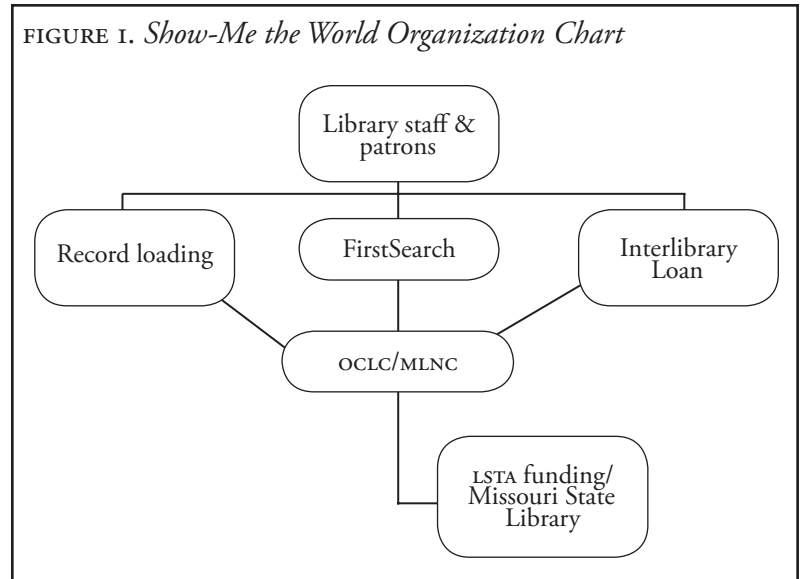 FIGURE 1. Show-Me the World Organization Chart
Library staff &
patrons
Record loading
FirstSearch
Interlibrary
Loan
OCLC/MLNC
LSTA funding/
Missouri State
Library